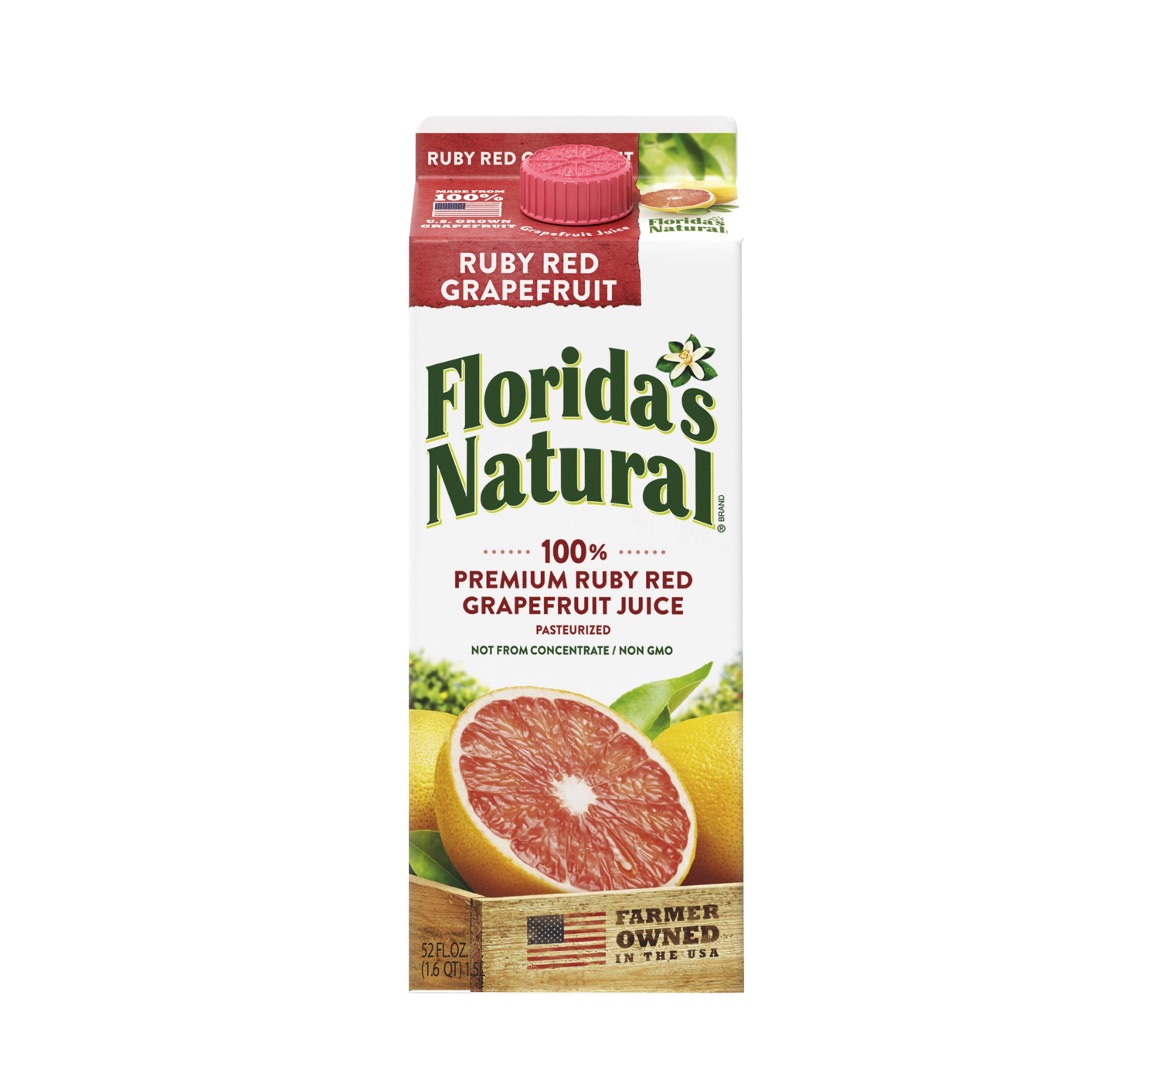 RUBY RED
MADE FROM
100%
U.S. GROWN
GRAPEFRUIT
Grapefruit Juice
Florida's
Natural
RUBY RED
GRAPEFRUIT
Florida's
Natural
® BRAND
100%
PREMIUM RUBY RED
GRAPEFRUIT JUICE
PASTEURIZED
NOT FROM CONCENTRATE / NON GMO
FARMER
OWNED
IN THE USA
52 FL OZ
(1.6 QT) 1.5L